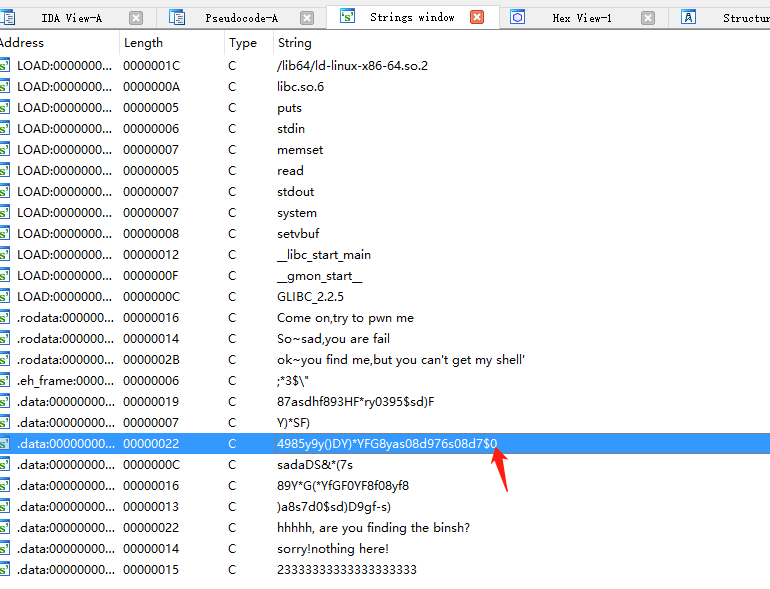 IDA View-A Pseudocode-A Strings window Hex View-1 Structur
Address Length Type String
LOAD:0000000... 0000001C C /lib64/ld-linux-x86-64.so.2
LOAD:0000000... 0000000A C libc.so.6
LOAD:0000000... 00000005 C puts
LOAD:0000000... 00000006 C stdin
LOAD:0000000... 00000007 C memset
LOAD:0000000... 00000005 C read
LOAD:0000000... 00000007 C stdout
LOAD:0000000... 00000007 C system
LOAD:0000000... 00000008 C setvbuf
LOAD:0000000... 00000012 C __libc_start_main
LOAD:0000000... 0000000F C __gmon_start__
LOAD:0000000... 0000000C C GLIBC_2.2.5
.rodata:000000... 00000016 C Come on,try to pwn me
.rodata:000000... 00000014 C So~sad,you are fail
.rodata:000000... 0000002B C ok~you find me,but you can't get my shell'
.eh_frame:0000... 00000006 C ;*3$\"
.data:00000000... 00000019 C 87asdhf893HF*ry0395$sd)F
.data:00000000... 00000007 C Y)*SF)
.data:00000000... 00000022 C 4985y9y()DY)*YFG8yas08d976s08d7$0
.data:00000000... 0000000C C sadaDS&*(7s
.data:00000000... 00000016 C 89Y*G(*YfGF0YF8f08yf8
.data:00000000... 00000013 C )a8s7d0$sd)D9gf-s)
.data:00000000... 00000022 C hhhhh, are you finding the binsh?
.data:00000000... 00000014 C sorry!nothing here!
.data:00000000... 00000015 C 23333333333333333333